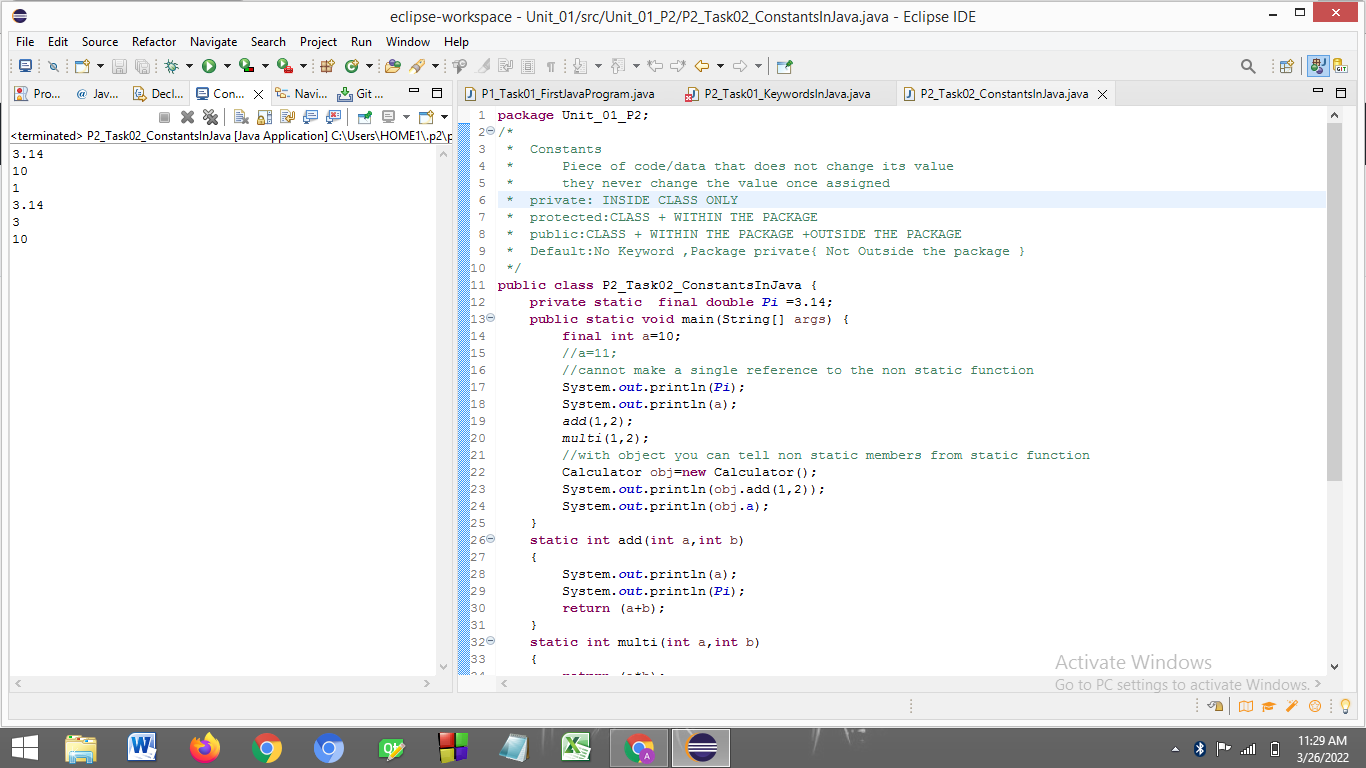 eclipse-workspace - Unit_01/src/Unit_01_P2/P2_Task02_ConstantsInJava.java - Eclipse IDE
File Edit Source Refactor Navigate Search Project Run Window Help
Pro... @ Jav... Decl... Con... Navi... Git ...
<terminated> P2_Task02_ConstantsInJava [Java Application] C:\Users\HOME1\.p2\p
3.14
10
1
3.14
3
10
P1_Task01_FirstJavaProgram.java P2_Task01_KeywordsInJava.java P2_Task02_ConstantsInJava.java
1 package Unit_01_P2;
2 /*
3 * Constants
4 * Piece of code/data that does not change its value
5 * they never change the value once assigned
6 * private: INSIDE CLASS ONLY
7 * protected:CLASS + WITHIN THE PACKAGE
8 * public:CLASS + WITHIN THE PACKAGE +OUTSIDE THE PACKAGE
9 * Default:No Keyword ,Package private{ Not Outside the package }
10 */
11 public class P2_Task02_ConstantsInJava {
12 private static final double Pi =3.14;
13 public static void main(String[] args) {
14 final int a=10;
15 //a=11;
16 //cannot make a single reference to the non static function
17 System.out.println(Pi);
18 System.out.println(a);
19 add(1,2);
20 multi(1,2);
21 //with object you can tell non static members from static function
22 Calculator obj=new Calculator();
23 System.out.println(obj.add(1,2));
24 System.out.println(obj.a);
25 }
26 static int add(int a,int b)
27 {
28 System.out.println(a);
29 System.out.println(Pi);
30 return (a+b);
31 }
32 static int multi(int a,int b)
33 {
Activate Windows
Go to PC settings to activate Windows.
11:29 AM
3/26/2022